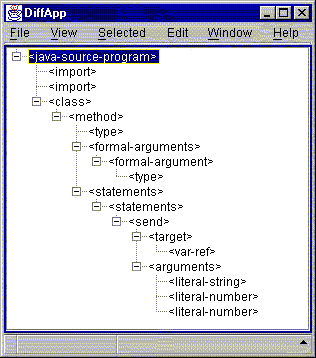 DiffApp
File View Selected Edit Window Help
<java-source-program>
<import>
<import>
<class>
<method>
<type>
<formal-arguments>
<formal-argument>
<type>
<statements>
<statements>
<send>
<target>
<var-ref>
<arguments>
<literal-string>
<literal-number>
<literal-number>